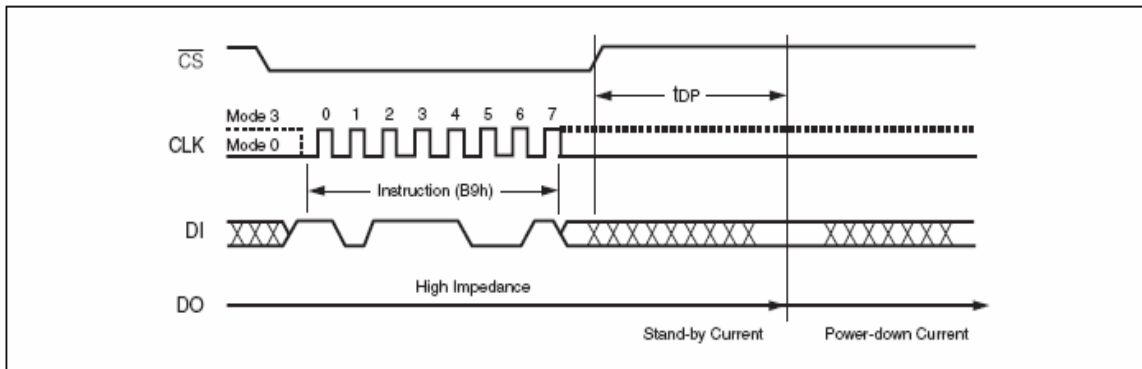 CS
tDP
Mode 3
0 1 2 3 4 5 6 7
CLK
Mode 0
Instruction (B9h)
DI
High Impedance
DO
Stand-by Current
Power-down Current